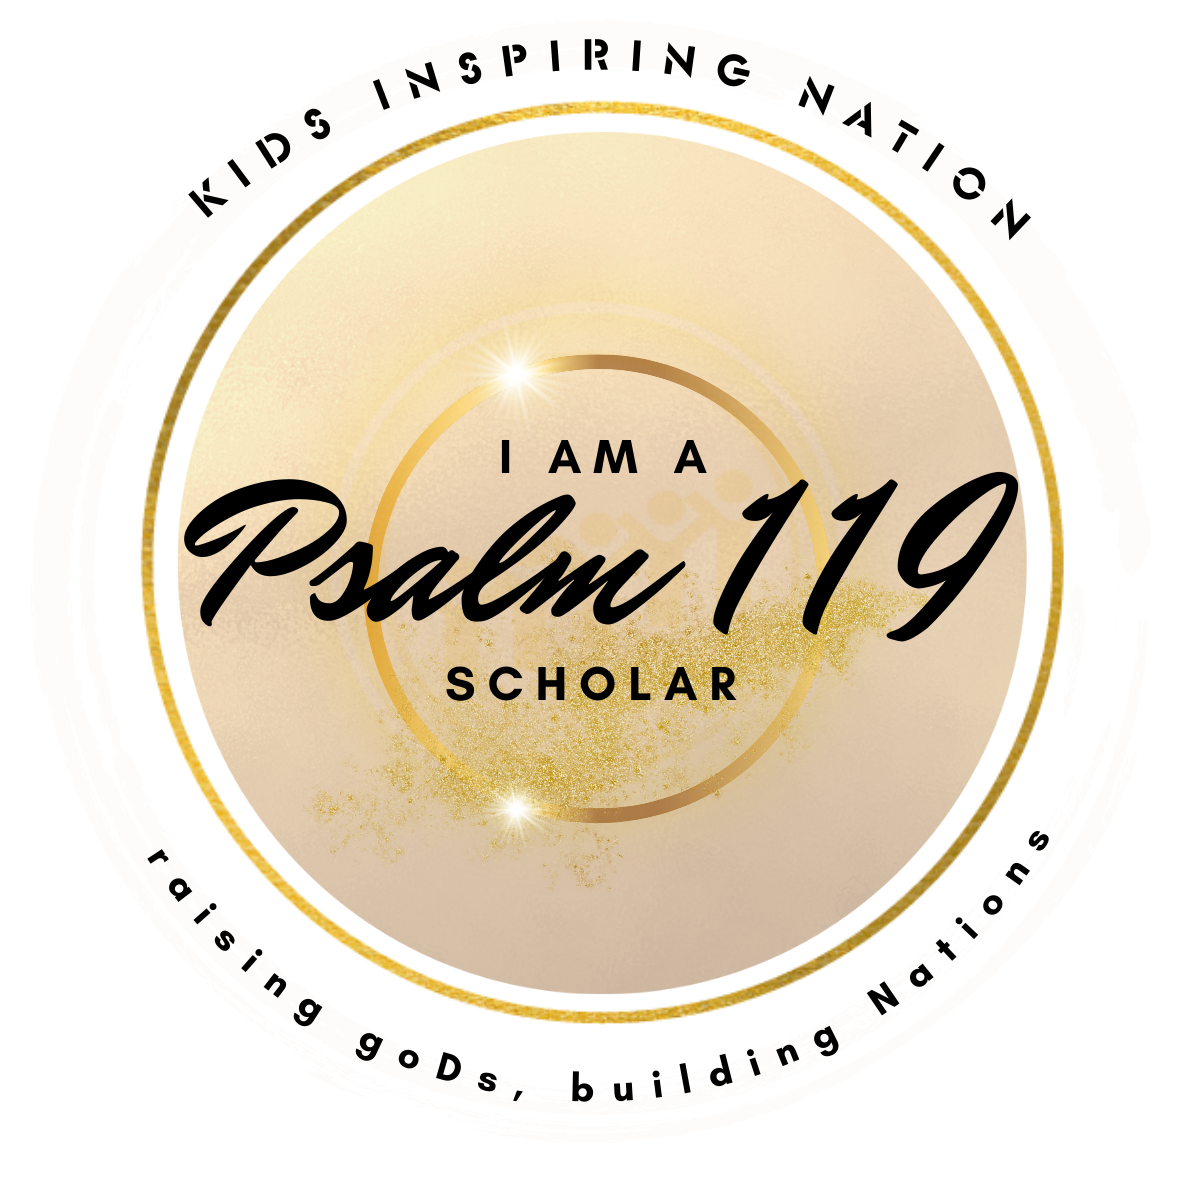 KIDS INSPIRING NATION
I AM A
Psalm 119
SCHOLAR
raising goDs, building Nations